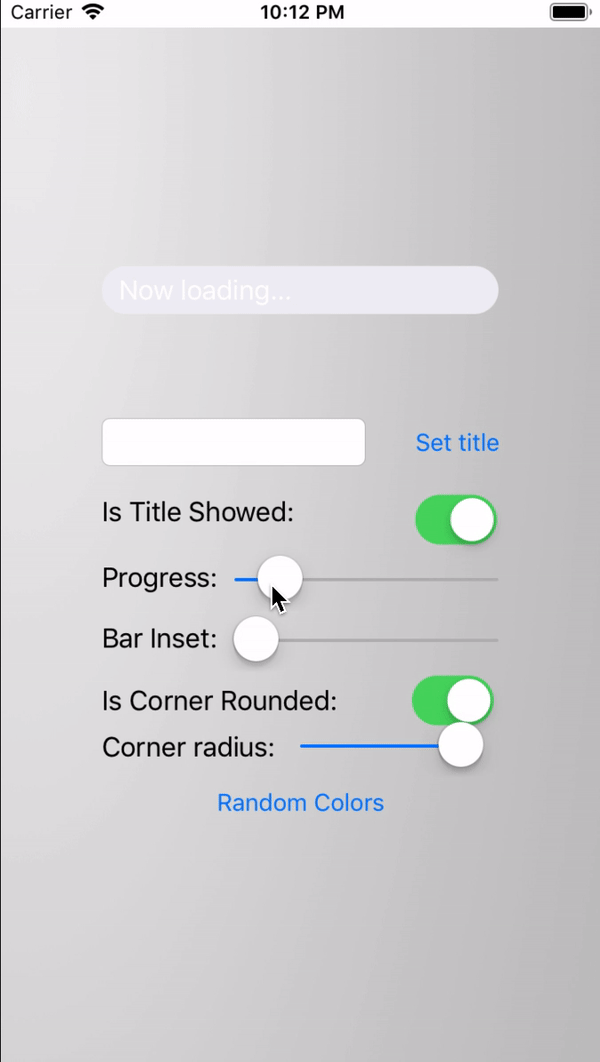 Carrier 10:12 PM
Now loading...
Set title
Is Title Showed:
Progress:
Bar Inset:
Is Corner Rounded:
Corner radius:
Random Colors